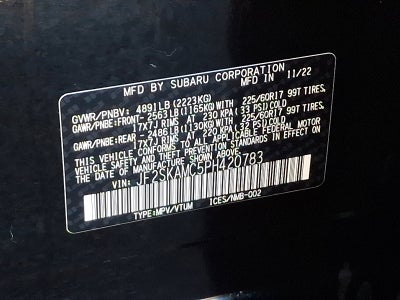 MFD BY SUBARU CORPORATION 11/22
GVWR/PNBV: 4891LB (2223KG)
GAWR/PNBE:FRONT- 2563LB(1165KG)WITH 225/60R17 99T TIRES,
17X7J RIMS,AT 230 KPA( 33 PSI)COLD
GAWR/PNBE:REAR- 2486LB(1130KG)WITH 225/60R17 99T TIRES,
17X7J RIMS,AT 220 KPA( 32 PSI)COLD
THIS VEHICLE CONFORMS TO ALL APPLICABLE FEDERAL MOTOR
VEHICLE SAFETY AND THEFT PREVENTION STANDARDS IN EFFECT
ON THE DATE OF MANUFACTURE SHOWN ABOVE.
VIN: JF2SKAMC5PH420783
TYPE:MPV/VTUM ICES/NMB-002